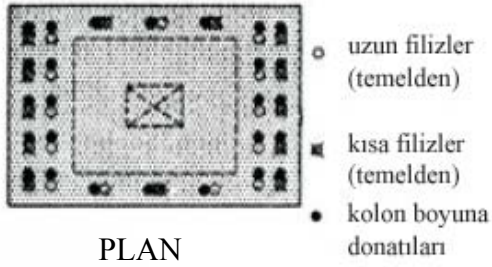 uzun filizler
(temelden)
kısa filizler
(temelden)
kolon boyuna
donatıları
PLAN